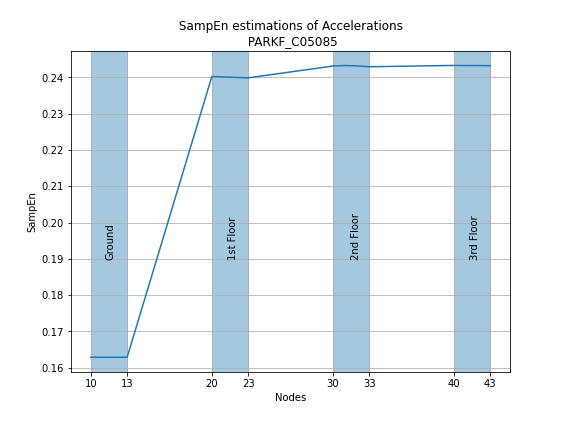 SampEn estimations of Accelerations
PARKF_C05085
SampEn
0.24
0.23
0.22
0.21
0.20
0.19
0.18
0.17
0.16
Ground
1st Floor
2nd Floor
3rd Floor
10 13 20 23 30 33 40 43
Nodes